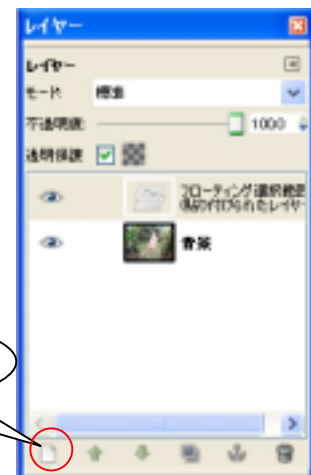 レイヤー
レイヤー
モード: 標準
不透明度: 100.0
透明保護:
フローティング選択範囲
(貼り付けられたレイヤー
背景